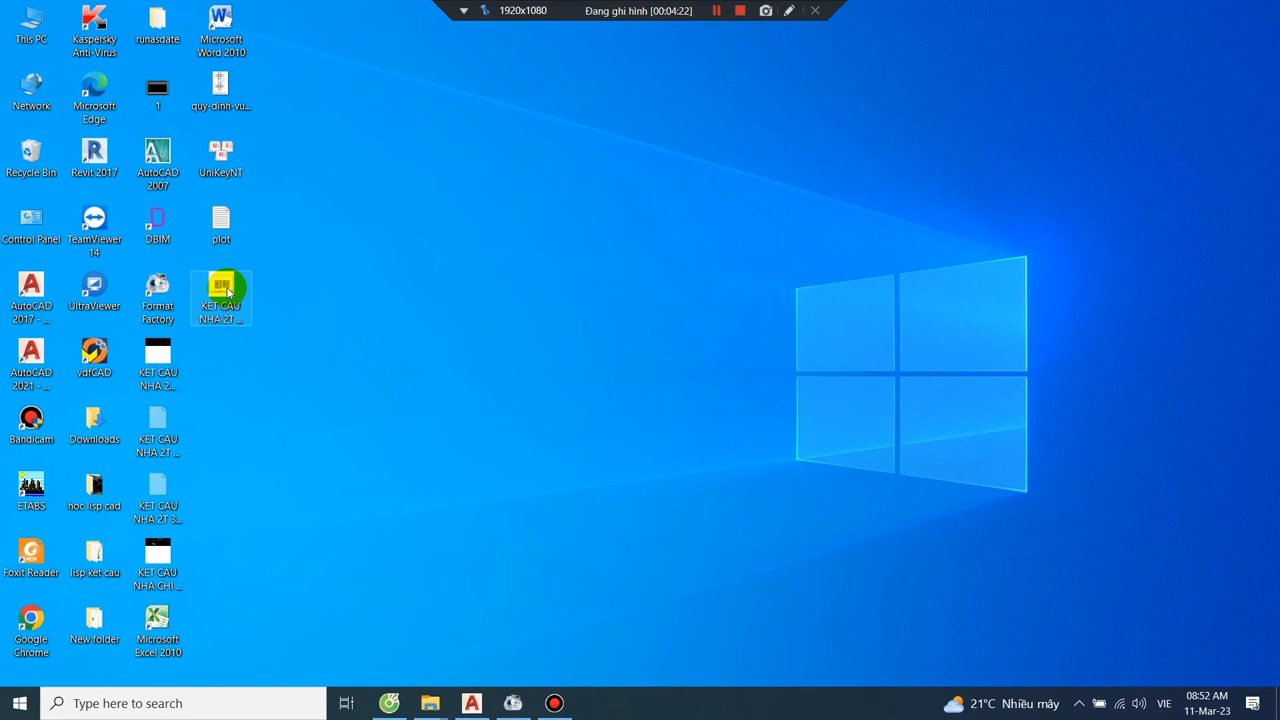 1920x1080
Đang ghi hình [00:04:22]
This PC
Kaspersky
Anti-Virus
runasdate
Microsoft
Word 2010
Network
Microsoft
Edge
1
quy-dinh-vu...
Recycle Bin
Revit 2017
AutoCAD
2007
UniKeyNT
Control Panel
TeamViewer
14
DBIM
plot
AutoCAD
2017 - ...
UltraViewer
Format
Factory
KET CAU
NHA 2T ...
AutoCAD
2021 - ...
vdfCAD
KET CAU
NHA 2...
Bandicam
Downloads
KET CAU
NHA 2T ...
ETABS
hoc lisp cad
KET CAU
NHA 2T 3...
Foxit Reader
lisp ket cau
KET CAU
NHA CHI ...
Google
Chrome
New folder
Microsoft
Excel 2010
Type here to search
21°C Nhiều mây
VIE
08:52 AM
11-Mar-23